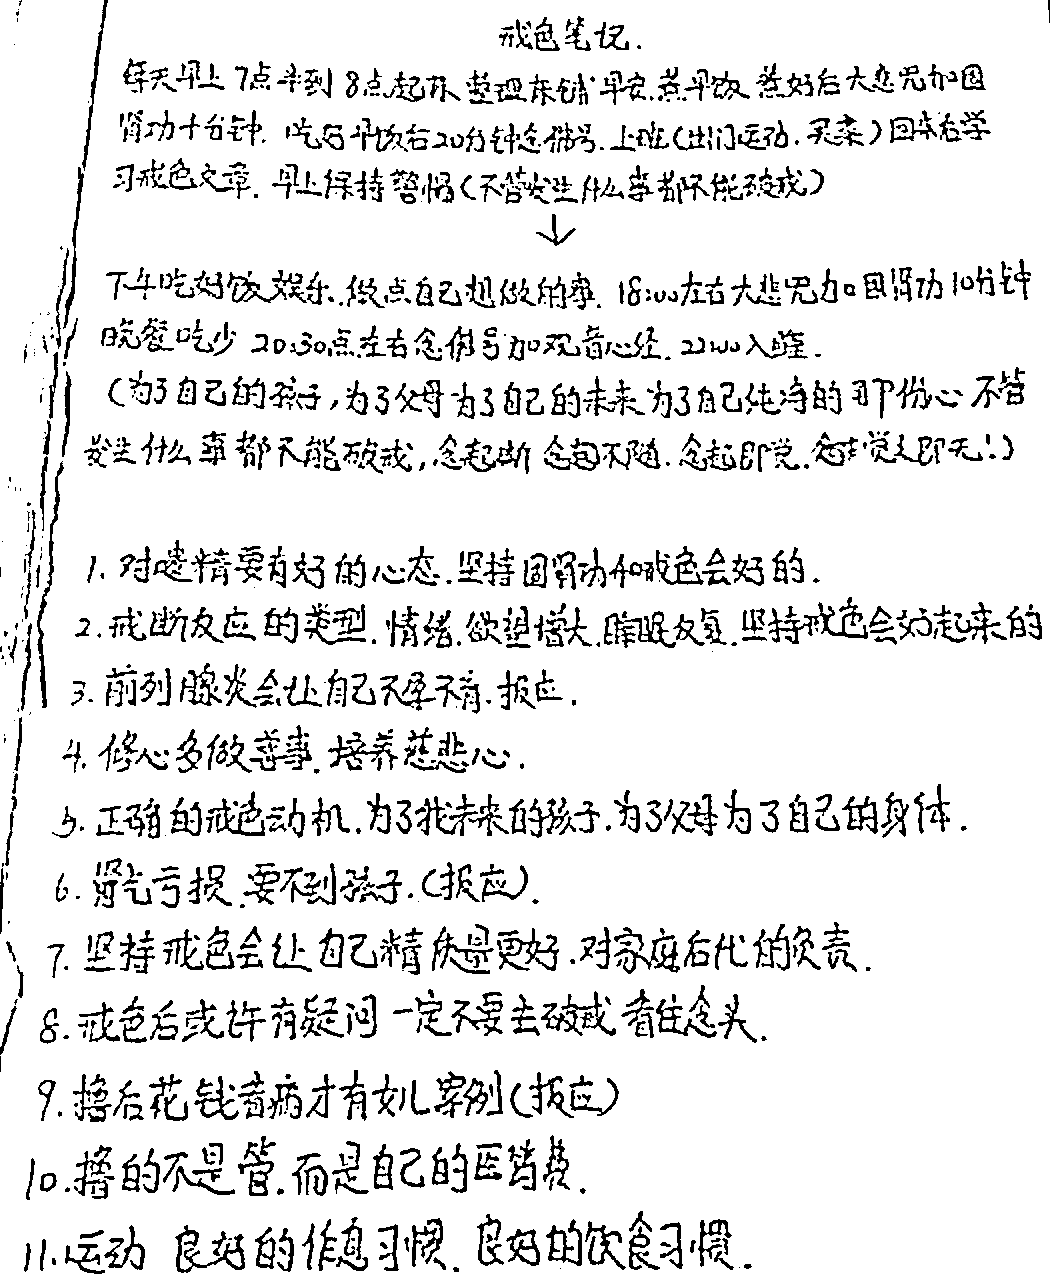 戒色笔记.
每天早上7点半到8点起床 整理床铺 早安.煮早饭 煮好后大悲咒加固
肾功十分钟. 吃好早饭后20分钟念佛号.上班(出门运动.买菜)回来后学
习戒色文章. 早上保持警惕(不管发生什么事都不能破戒)
↓
下午吃好饭娱乐.做点自己想做的事. 18:00左右大悲咒加固肾功10分钟
晚餐吃少 20:30点左右念佛号加观音心经. 22:00入睡.
(为了自己的孩子,为了父母为了自己的未来为了自己纯净的那份心不管
发生什么事都不能破戒,念起断 念起不随.念起即觉.觉之即无!)
1. 对遗精要有好的心态.坚持固肾功和戒色会好的.
2. 戒断反应的类型.情绪.欲望增大.睡眠反复.坚持戒色会好起来的
3. 前列腺炎会让自己不孕不育.报应.
4. 修心多做善事.培养慈悲心.
5. 正确的戒色动机.为了我未来的孩子.为了父母为了自己的身体.
6. 肾气亏损.要不到孩子.(报应).
7. 坚持戒色会让自己精质量更好.对家庭后代的负责.
8. 戒色后或许有疑问 一定不要去破戒 看住念头.
9. 撸后花钱看病才有女儿案例(报应)
10.撸的不是管.而是自己的医药费.
11.运动 良好的作息习惯. 良好的饮食习惯.